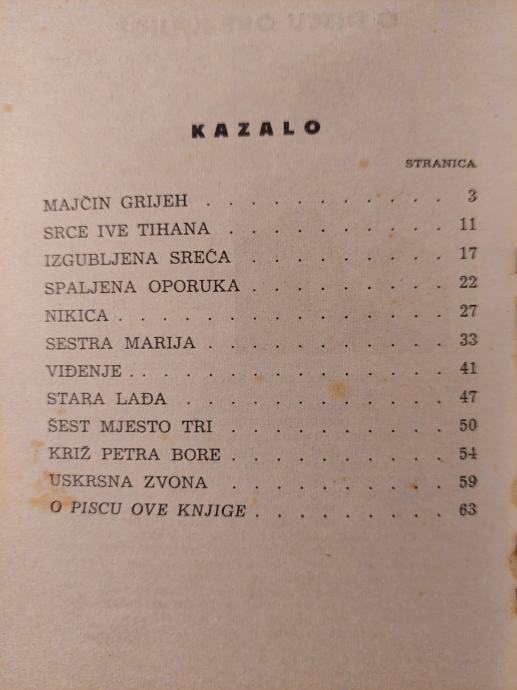 KAZALO
STRANICA
MAJČIN GRIJEH . . . . . . . . . . 3
SRCE IVE TIHANA . . . . . . . . . 11
IZGUBLJENA SREĆA . . . . . . . . 17
SPALJENA OPORUKA . . . . . . . . 22
NIKICA . . . . . . . . . . . . . 27
SESTRA MARIJA . . . . . . . . . . 33
VIĐENJE . . . . . . . . . . . . . 41
STARA LAĐA . . . . . . . . . . 47
ŠEST MJESTO TRI . . . . . . . . . 50
KRIŽ PETRA BORE . . . . . . . . . 54
USKRSNA ZVONA . . . . . . . . . 59
O PISCU OVE KNJIGE . . . . . . . . 63